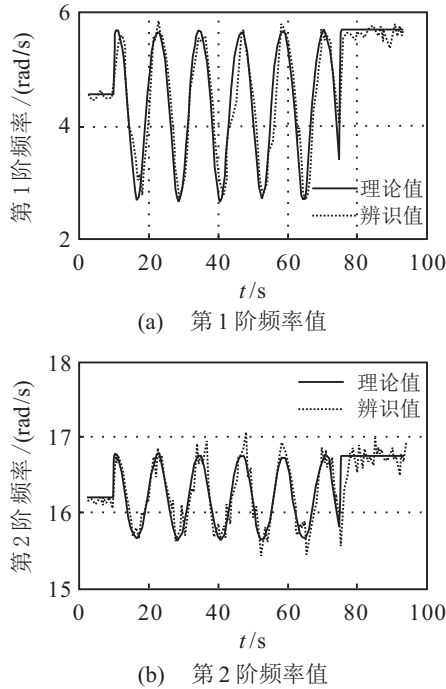 第1阶频率/(rad/s)
6
4
2
0 20 40 60 80 100
理论值
辨识值
t/s
(a) 第1阶频率值
第2阶频率/(rad/s)
18
17
16
15
0 20 40 60 80 100
理论值
辨识值
t/s
(b) 第2阶频率值